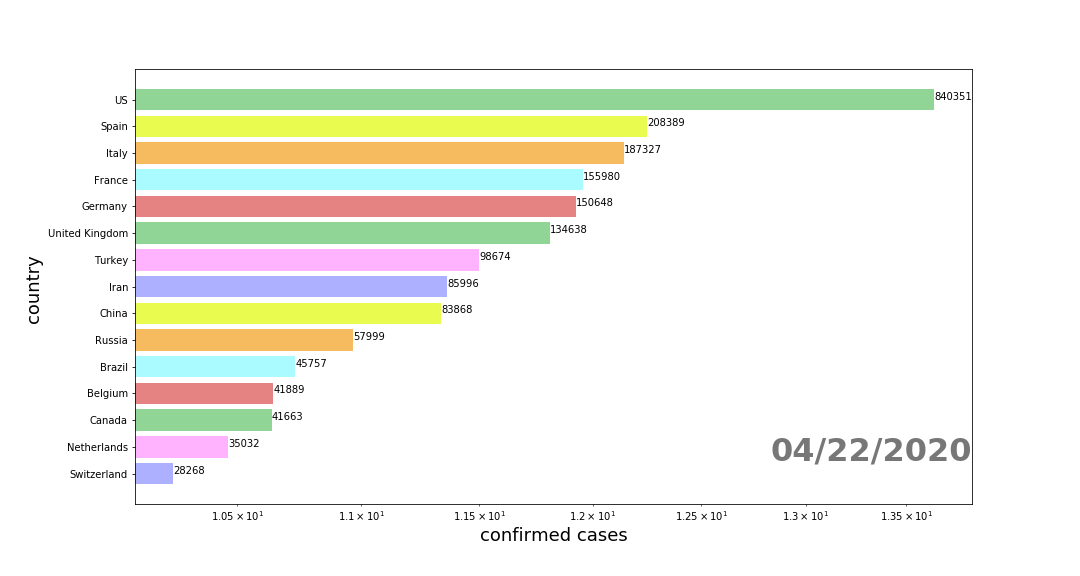 US 840351
Spain 208389
Italy 187327
France 155980
Germany 150648
United Kingdom 134638
Turkey 98674
Iran 85996
China 83868
Russia 57999
Brazil 45757
Belgium 41889
Canada 41663
Netherlands 35032
04/22/2020
Switzerland 28268
country
1.05 × 10¹ 1.1 × 10¹ 1.15 × 10¹ 1.2 × 10¹ 1.25 × 10¹ 1.3 × 10¹ 1.35 × 10¹
confirmed cases